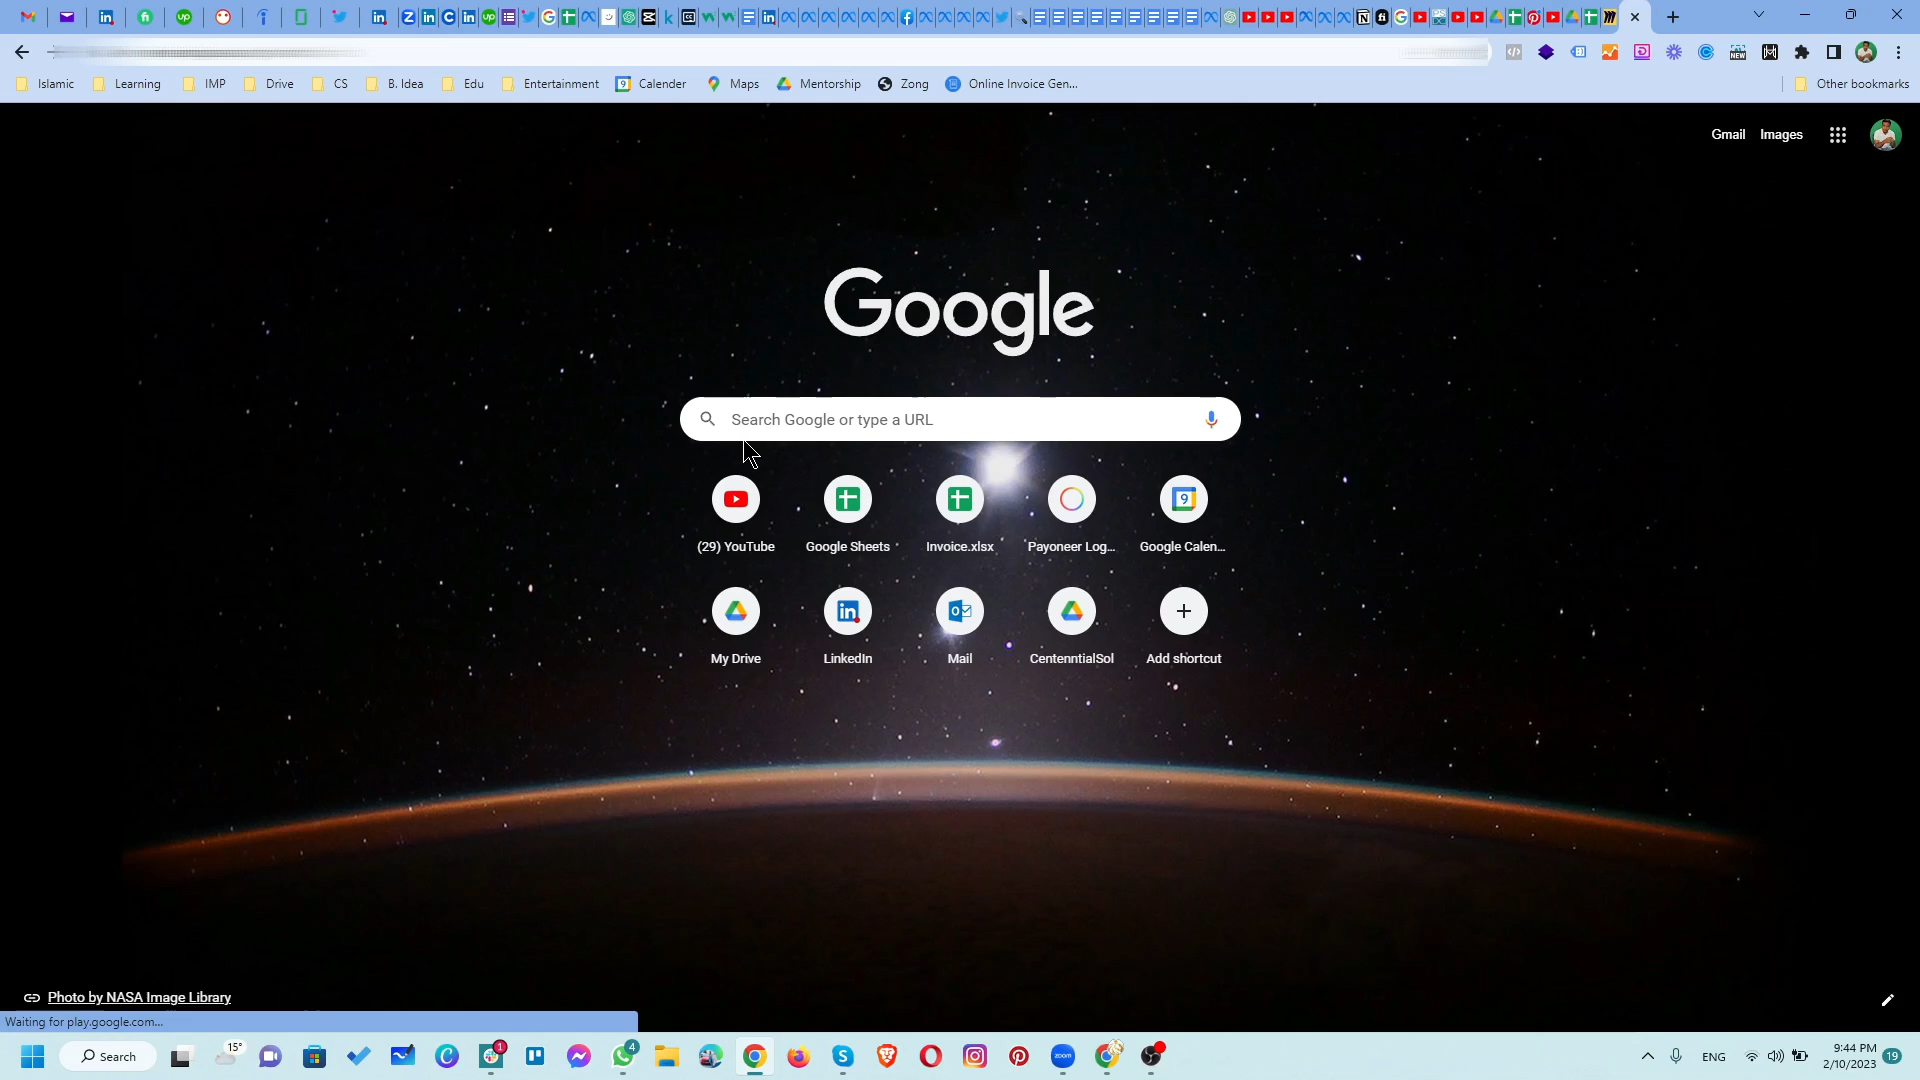 Islamic
Learning
IMP
Drive
CS
B. Idea
Edu
Entertainment
Calender
Maps
Mentorship
Zong
Online Invoice Gen...
Other bookmarks
Gmail
Images
Google
Search Google or type a URL
(29) YouTube
Google Sheets
Invoice.xlsx
Payoneer Log...
Google Calen...
My Drive
LinkedIn
Mail
CentenntialSol
Add shortcut
Photo by NASA Image Library
Waiting for play.google.com...
Search
15°
1
4
zoom
ENG
9:44 PM
2/10/2023
19